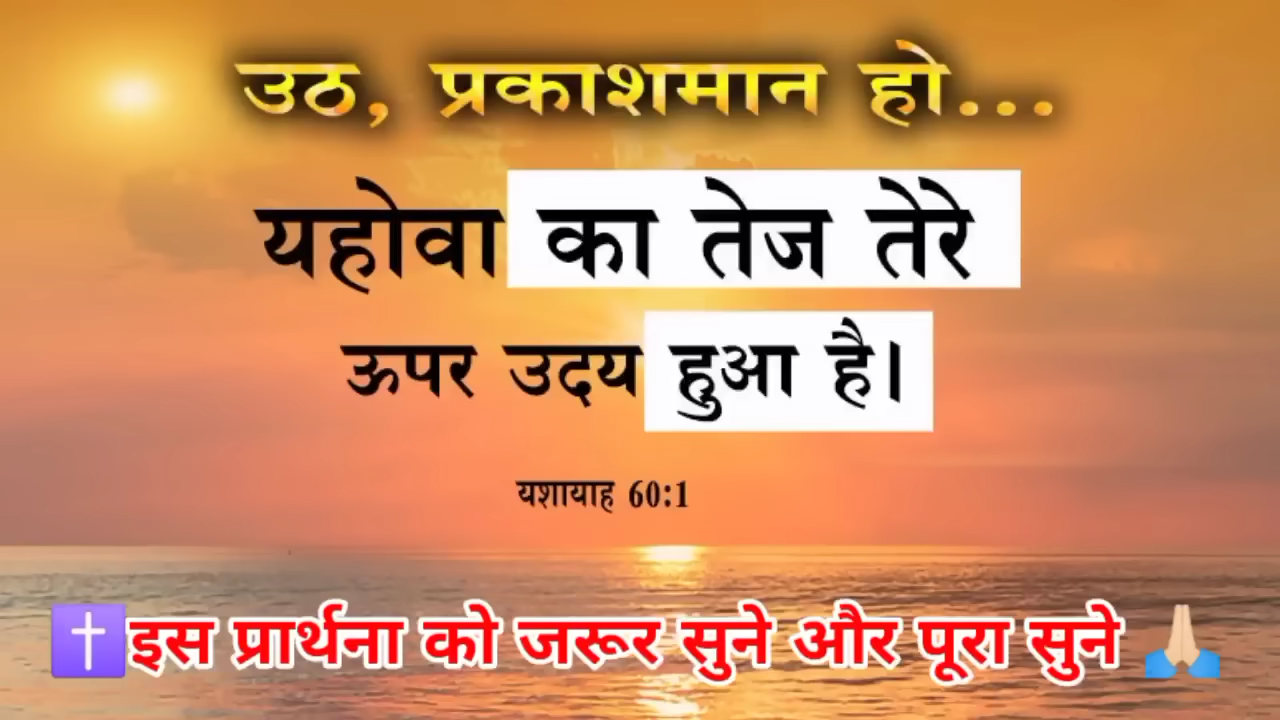 उठ, प्रकाशमान हो...
यहोवा का तेज तेरे
ऊपर उदय हुआ है।
यशायाह 60:1
✝️इस प्रार्थना को जरूर सुने और पूरा सुने 🙏🏻